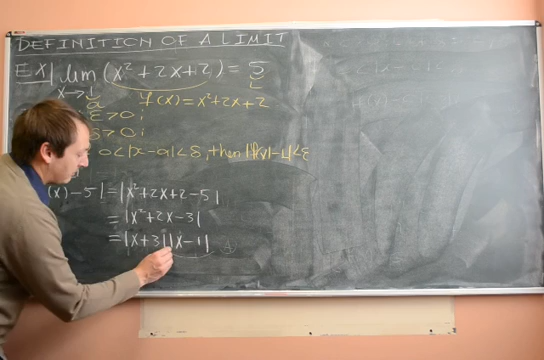 DEFINITION OF A LIMIT
EX| lim (x²+2x+2) = 5
x→1 L
a f(x) = x²+2x+2
ε>0;
δ>0;
0<|x-a|<δ, then |f(x)-L|<ε
(x)-5| = |x²+2x+2-5|
= |x²+2x-3|
= |x+3||x-1|